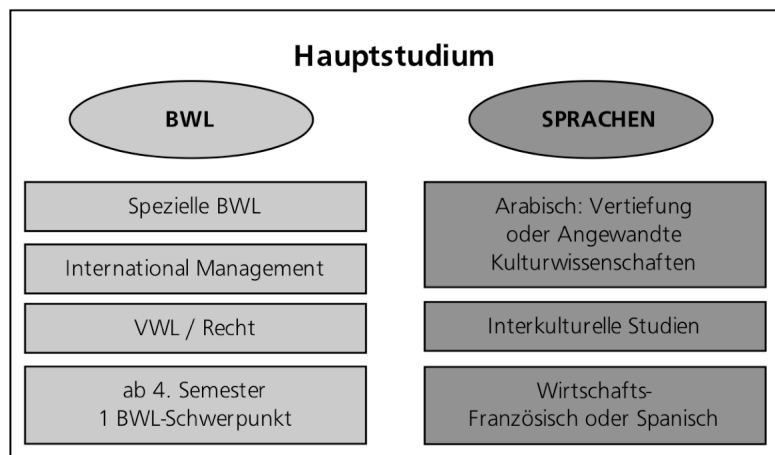 Hauptstudium
BWL
Spezielle BWL
International Management
VWL / Recht
ab 4. Semester
1 BWL-Schwerpunkt
SPRACHEN
Arabisch: Vertiefung
oder Angewandte
Kulturwissenschaften
Interkulturelle Studien
Wirtschafts-
Französisch oder Spanisch